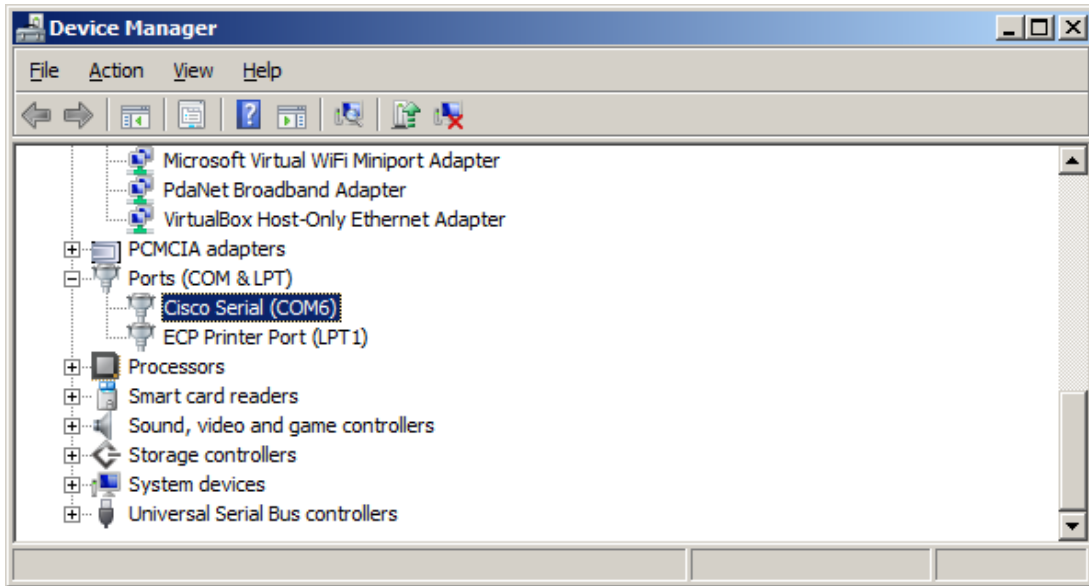 Device Manager
File Action View Help
Microsoft Virtual WiFi Miniport Adapter
PdaNet Broadband Adapter
VirtualBox Host-Only Ethernet Adapter
PCMCIA adapters
Ports (COM & LPT)
Cisco Serial (COM6)
ECP Printer Port (LPT1)
Processors
Smart card readers
Sound, video and game controllers
Storage controllers
System devices
Universal Serial Bus controllers